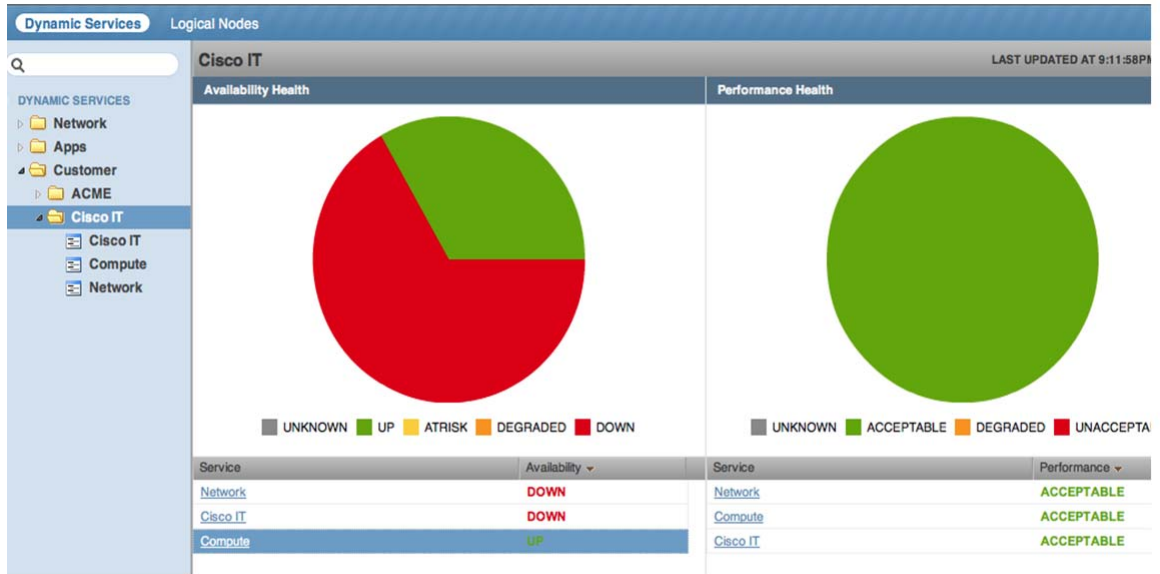 Dynamic Services Logical Nodes
Cisco IT LAST UPDATED AT 9:11:58PM
DYNAMIC SERVICES
Network
Apps
Customer
ACME
Cisco IT
Cisco IT
Compute
Network
Availability Health
UNKNOWN UP ATRISK DEGRADED DOWN
Service Availability
Network DOWN
Cisco IT DOWN
Compute UP
Performance Health
UNKNOWN ACCEPTABLE DEGRADED UNACCEPTA
Service Performance
Network ACCEPTABLE
Compute ACCEPTABLE
Cisco IT ACCEPTABLE